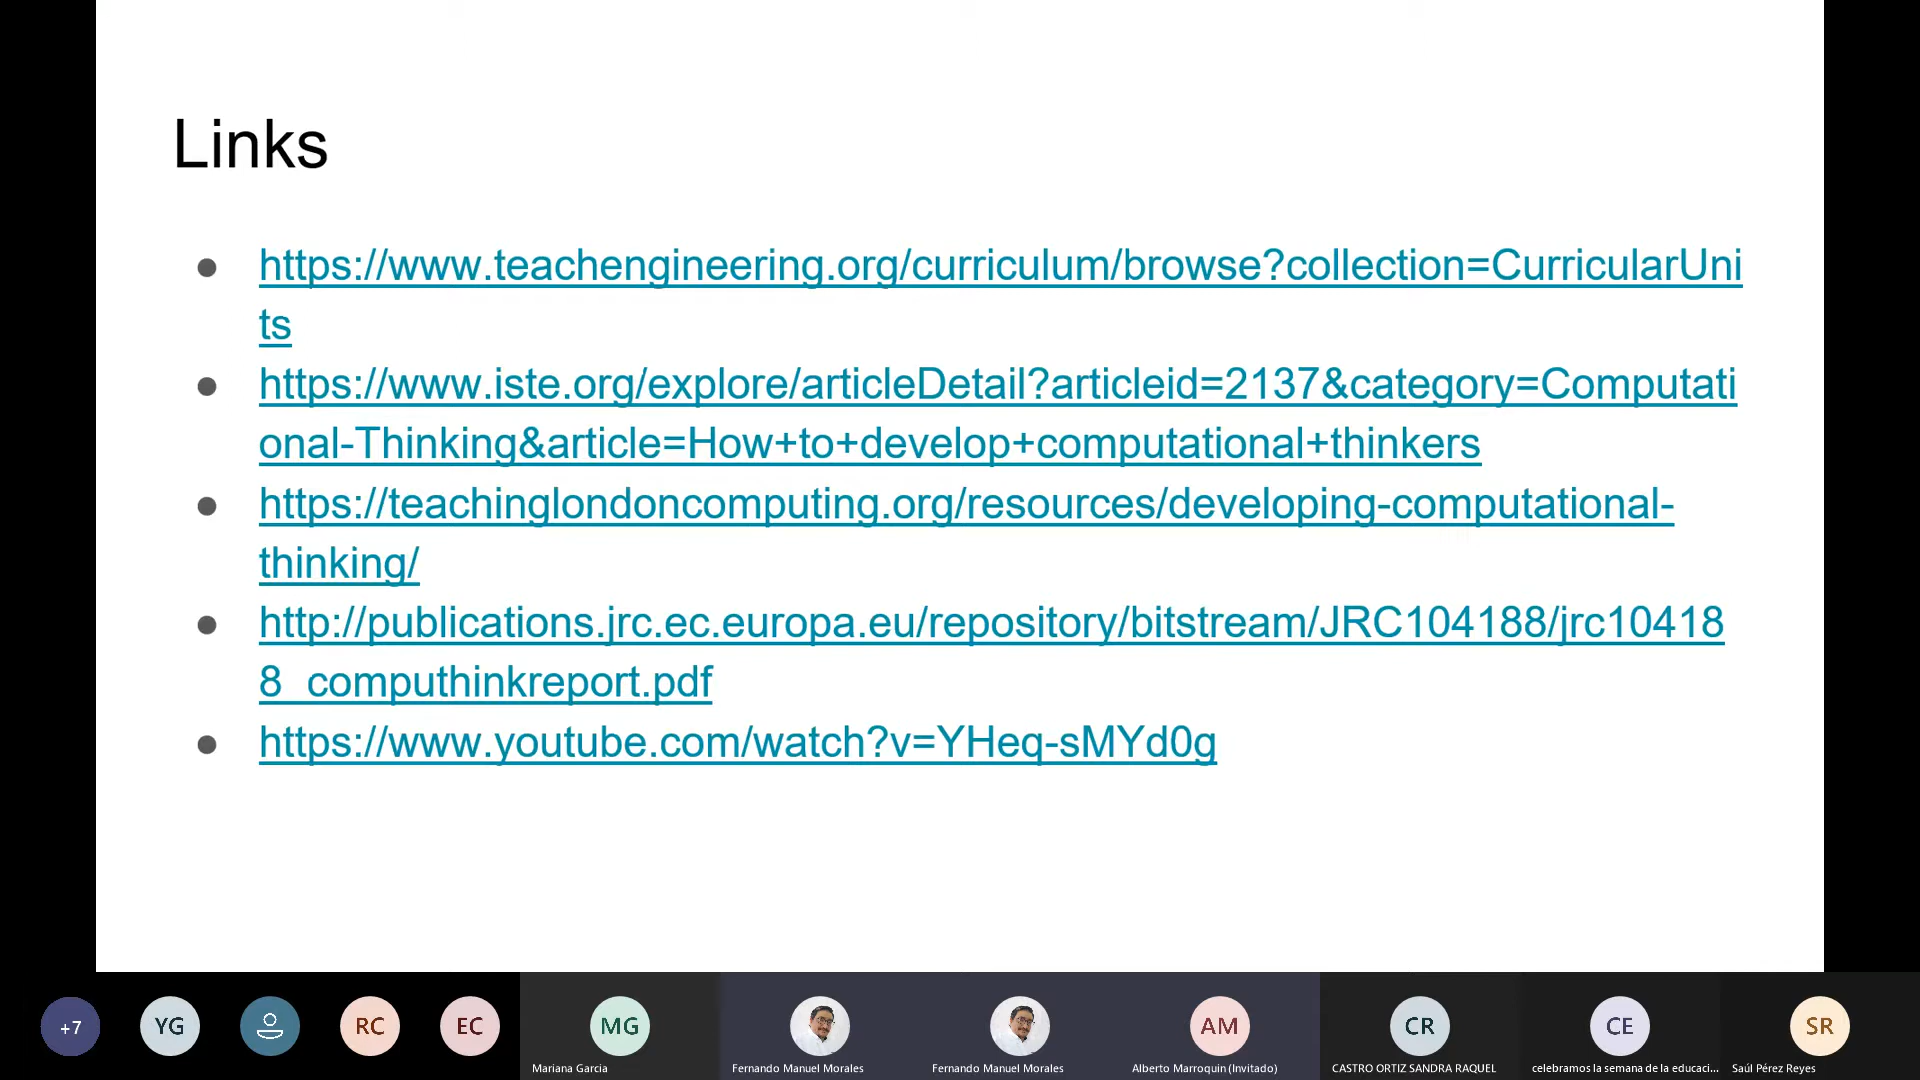 Links
https://www.teachengineering.org/curriculum/browse?collection=CurricularUni
ts
https://www.iste.org/explore/articleDetail?articleid=2137&category=Computati
onal-Thinking&article=How+to+develop+computational+thinkers
https://teachinglondoncomputing.org/resources/developing-computational-
thinking/
http://publications.jrc.ec.europa.eu/repository/bitstream/JRC104188/jrc10418
8_computhinkreport.pdf
https://www.youtube.com/watch?v=YHeq-sMYd0g
+7 YG RC EC MG AM CR CE SR
Mariana Garcia Fernando Manuel Morales Fernando Manuel Morales Alberto Marroquin (Invitado) CASTRO ORTIZ SANDRA RAQUEL celebramos la semana de la educaci... Saúl Pérez Reyes